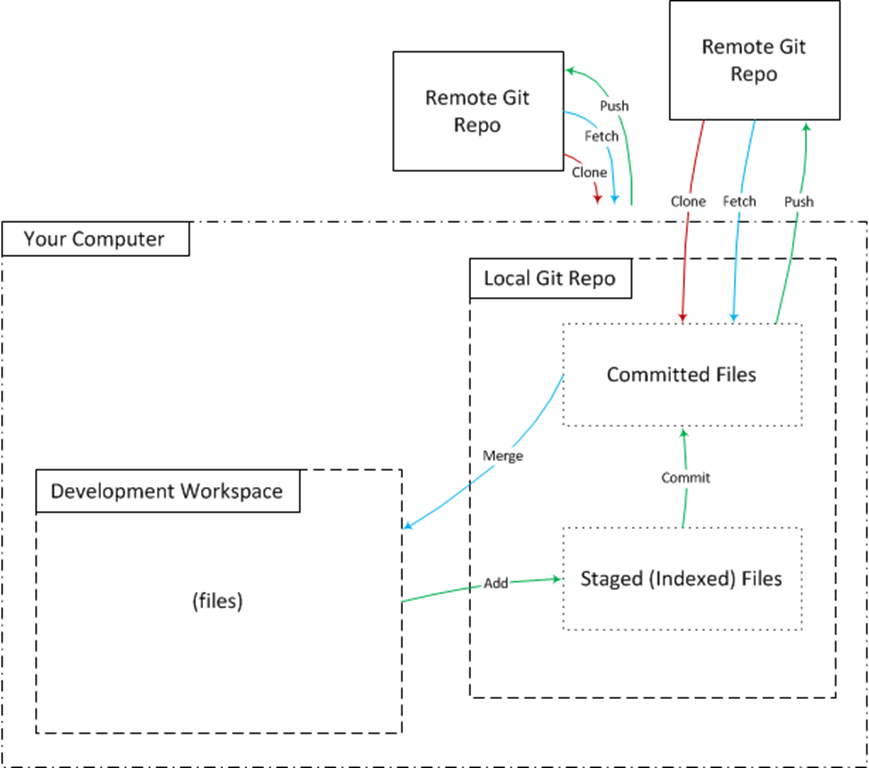 Remote Git
Repo
Remote Git
Repo
Push
Fetch
Clone
Clone
Fetch
Push
Your Computer
Local Git Repo
Committed Files
Merge
Commit
Development Workspace
(files)
Add
Staged (Indexed) Files